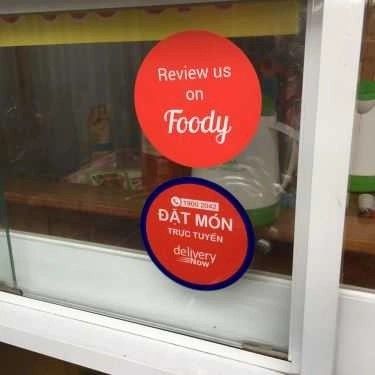 Review us
on
Foody
1900 2042
ĐẶT MÓN
TRỰC TUYẾN
delivery
Now